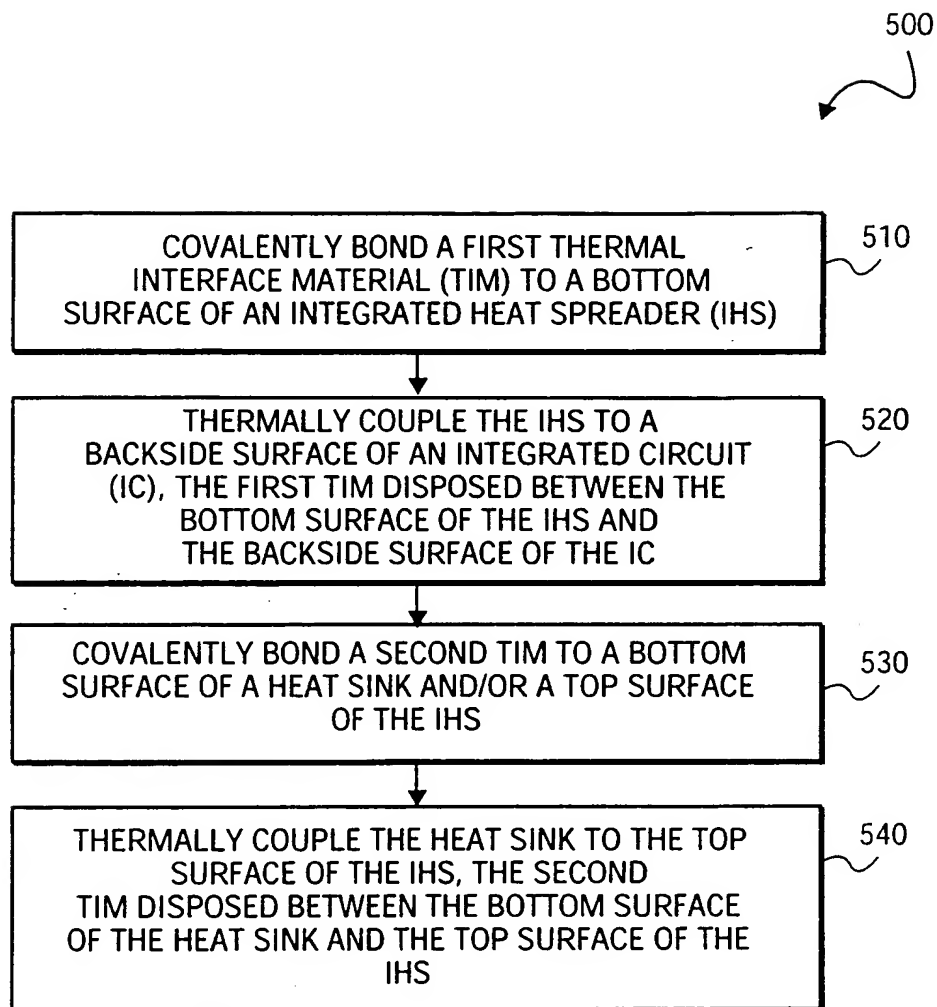 500
COVALENTLY BOND A FIRST THERMAL
INTERFACE MATERIAL (TIM) TO A BOTTOM
SURFACE OF AN INTEGRATED HEAT SPREADER (IHS)
510
THERMALLY COUPLE THE IHS TO A
BACKSIDE SURFACE OF AN INTEGRATED CIRCUIT
(IC), THE FIRST TIM DISPOSED BETWEEN THE
BOTTOM SURFACE OF THE IHS AND
THE BACKSIDE SURFACE OF THE IC
520
COVALENTLY BOND A SECOND TIM TO A BOTTOM
SURFACE OF A HEAT SINK AND/OR A TOP SURFACE
OF THE IHS
530
THERMALLY COUPLE THE HEAT SINK TO THE TOP
SURFACE OF THE IHS, THE SECOND
TIM DISPOSED BETWEEN THE BOTTOM SURFACE
OF THE HEAT SINK AND THE TOP SURFACE OF THE
IHS
540